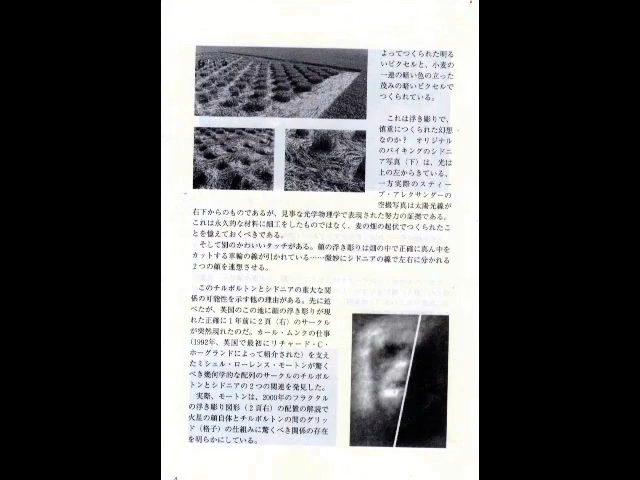 よってつくられた明る
いピクセルと、小麦の
一連の暗い色の立った
茂みの暗いピクセルで
つくられている。
これは浮き彫りで、
慎重につくられた幻想
なのか？ オリジナル
のバイキングのシドニ
ア写真（下）は、光は
上の左からきている、
一方実際のスティー
ブ・アレクサンダーの
空撮写真は太陽光線が
右下からのものであるが、見事な光学物理学で表現された努力の証拠である。
これは永久的な材料に細工をしたものではなく、麦の畑の起伏でつくられたこ
とを憶えておくべきである。
そして別のかわいいタッチがある。顔の浮き彫りは畑の中で正確に真ん中を
カットする車輪の線が引かれている……微妙にシドニアの線で左右に分かれる
２つの顔を連想させる。
このチルボルトンとシドニアの重大な関
係の可能性を示す他の理由がある。先に述
べたが、英国のこの地に顔の浮き彫りが現
れた正確に１年前に２頁（右）のサークル
が突然現れたのだ。カール・ムンクの仕事
(1992年、英国で最初にリチャード・C・
ホーグランドによって紹介された）を支え
たミシェル・ローレンス・モートンが驚く
べき幾何学的な配列のサークルのチルボル
トンとシドニアの２つの関連を発見した。
実際、モートンは、2000年のフラクタル
の浮き彫り図形（２頁右）の配置の解読で
火星の顔自体とチルボルトンの間のグリッ
ド（格子）の仕組みに驚くべき関係の存在
を明らかにしている。
4